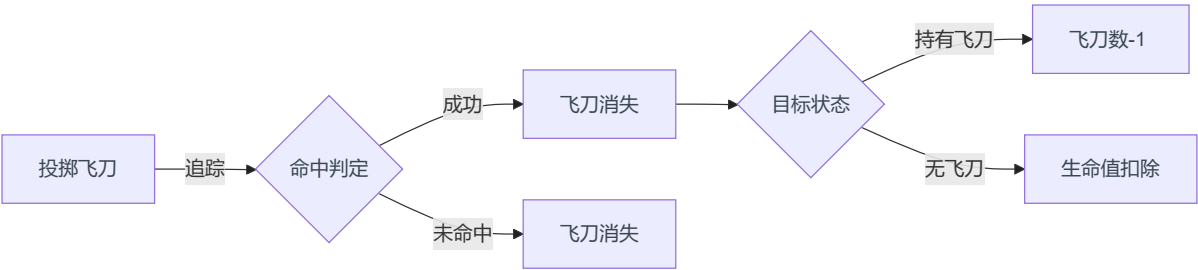 投掷飞刀
追踪
命中判定
成功
飞刀消失
目标状态
持有飞刀
飞刀数-1
无飞刀
生命值扣除
未命中
飞刀消失